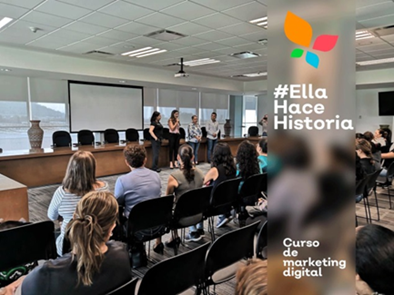 #Ella
Hace
Historia
Curso
de
marketing
digital